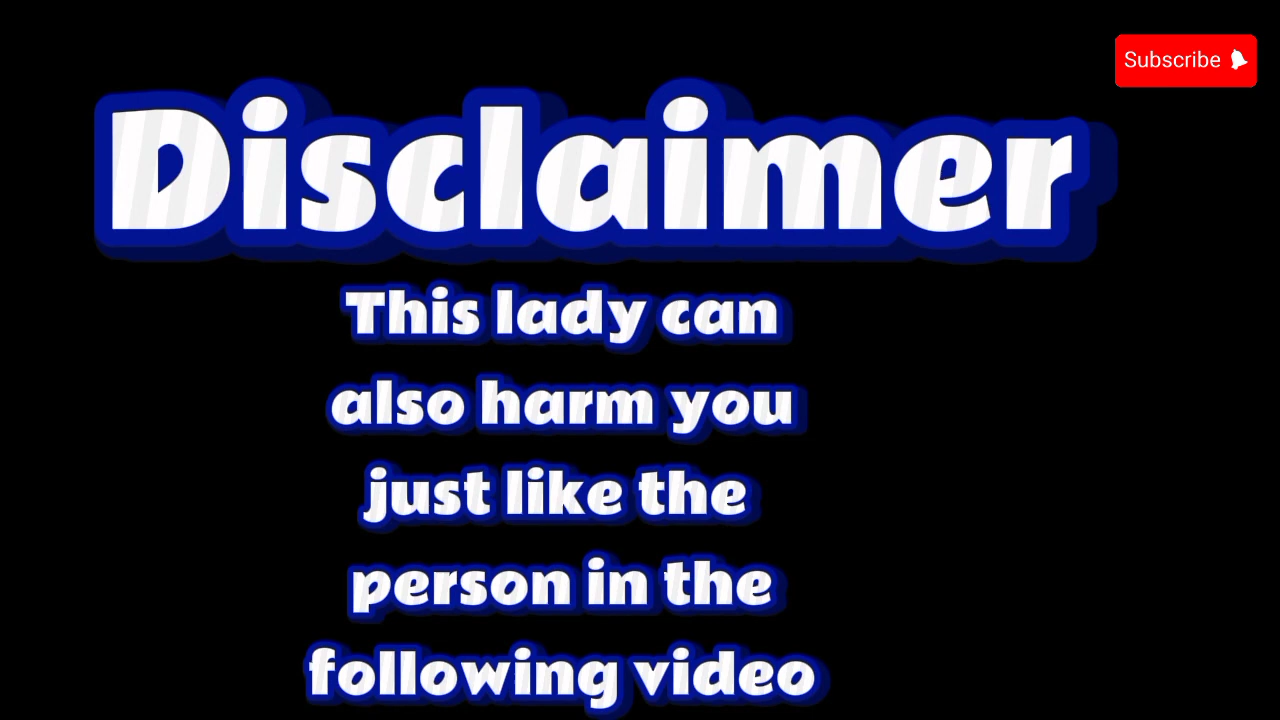 Subscribe
Disclaimer
This lady can
also harm you
just like the
person in the
following video